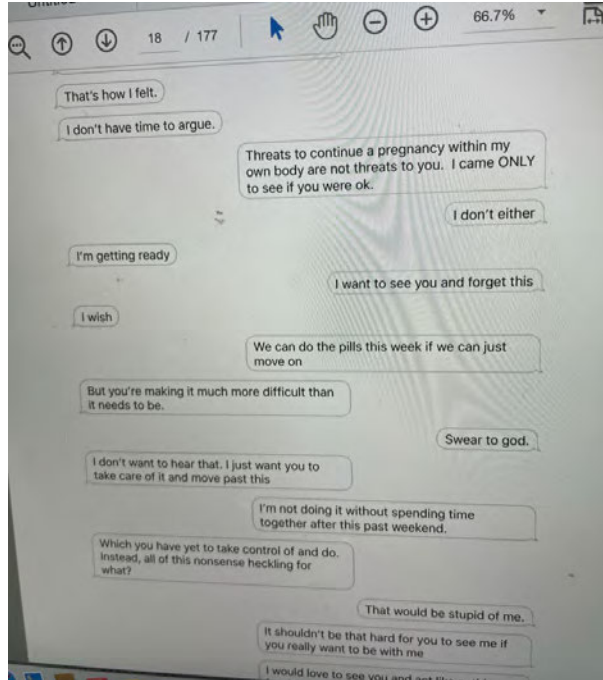 18 / 177
66.7%
That's how I felt.
I don't have time to argue.
Threats to continue a pregnancy within my
own body are not threats to you. I came ONLY
to see if you were ok.
I don't either
I'm getting ready
I want to see you and forget this
I wish
We can do the pills this week if we can just
move on
But you're making it much more difficult than
it needs to be.
Swear to god.
I don't want to hear that. I just want you to
take care of it and move past this
I'm not doing it without spending time
together after this past weekend.
Which you have yet to take control of and do.
Instead, all of this nonsense heckling for
what?
That would be stupid of me.
It shouldn't be that hard for you to see me if
you really want to be with me
I would love to see you and